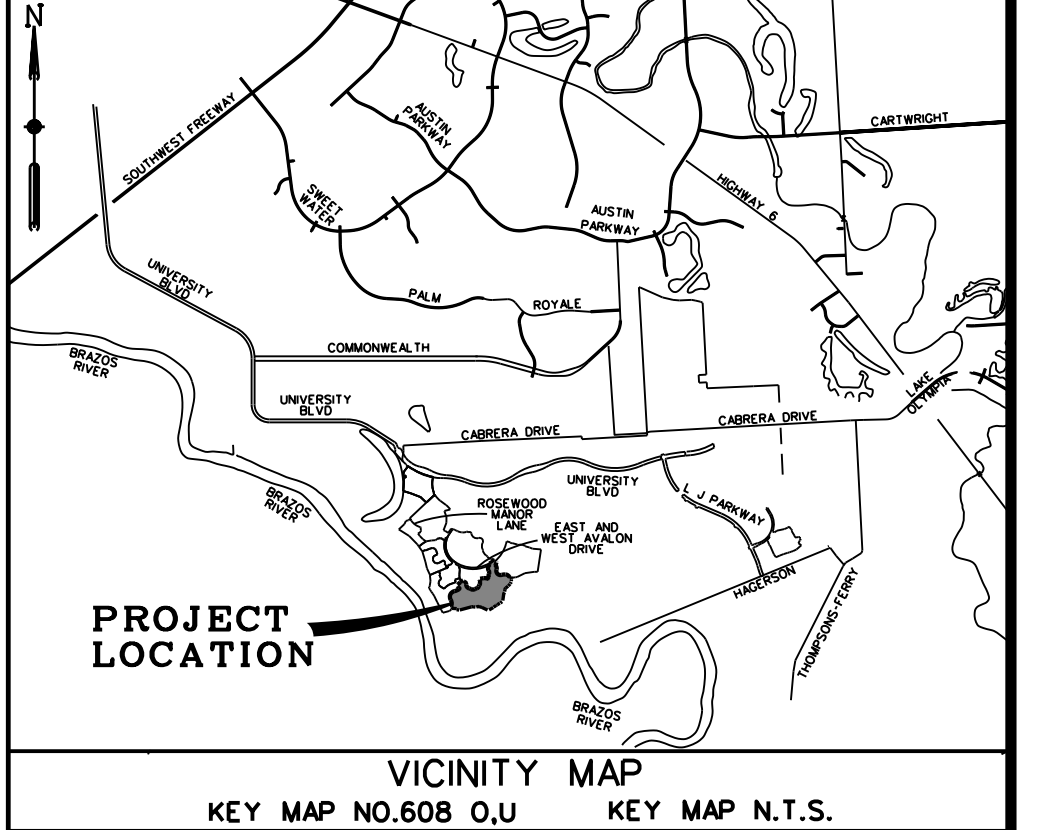 N
SOUTHWEST FREEWAY
AUSTIN
PARKWAY
CARTWRIGHT
HIGHWAY 6
SWEET
WATER
AUSTIN
PARKWAY
UNIVERSITY
BLVD
PALM
ROYALE
COMMONWEALTH
BRAZOS
RIVER
LAKE
OLYMPIA
UNIVERSITY
BLVD
CABRERA DRIVE
CABRERA DRIVE
UNIVERSITY
BLVD
L J PARKWAY
BRAZOS
RIVER
ROSEWOOD
MANOR
LANE
EAST AND
WEST AVALON
DRIVE
HAGERSON
THOMPSONS-FERRY
PROJECT
LOCATION
BRAZOS
RIVER
VICINITY MAP
KEY MAP NO.608 O,U KEY MAP N.T.S.